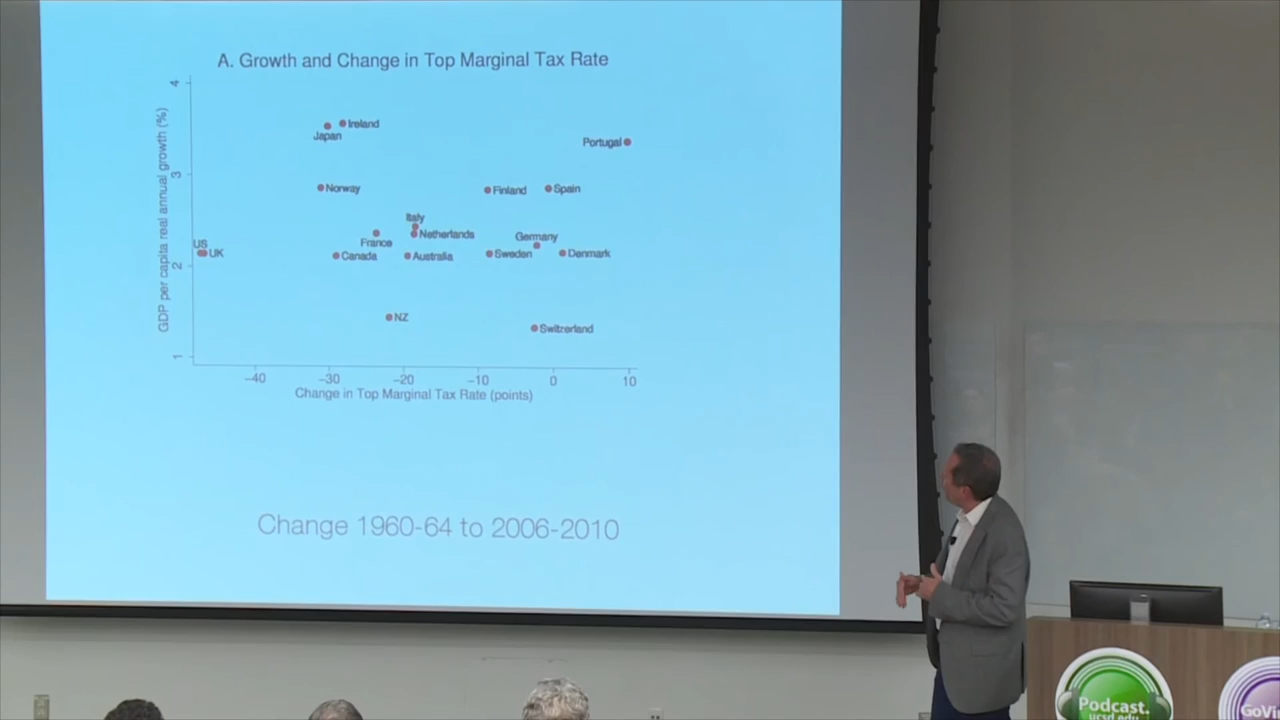 A. Growth and Change in Top Marginal Tax Rate
GDP per capita real annual growth (%)
4
3
2
1
Japan
Ireland
Portugal
Norway
Finland
Spain
Italy
Netherlands
France
Germany
US
UK
Canada
Australia
Sweden
Denmark
NZ
Switzerland
−40
−30
−20
−10
0
10
Change in Top Marginal Tax Rate (points)
Change 1960-64 to 2006-2010
Podcast.
ucsd.edu